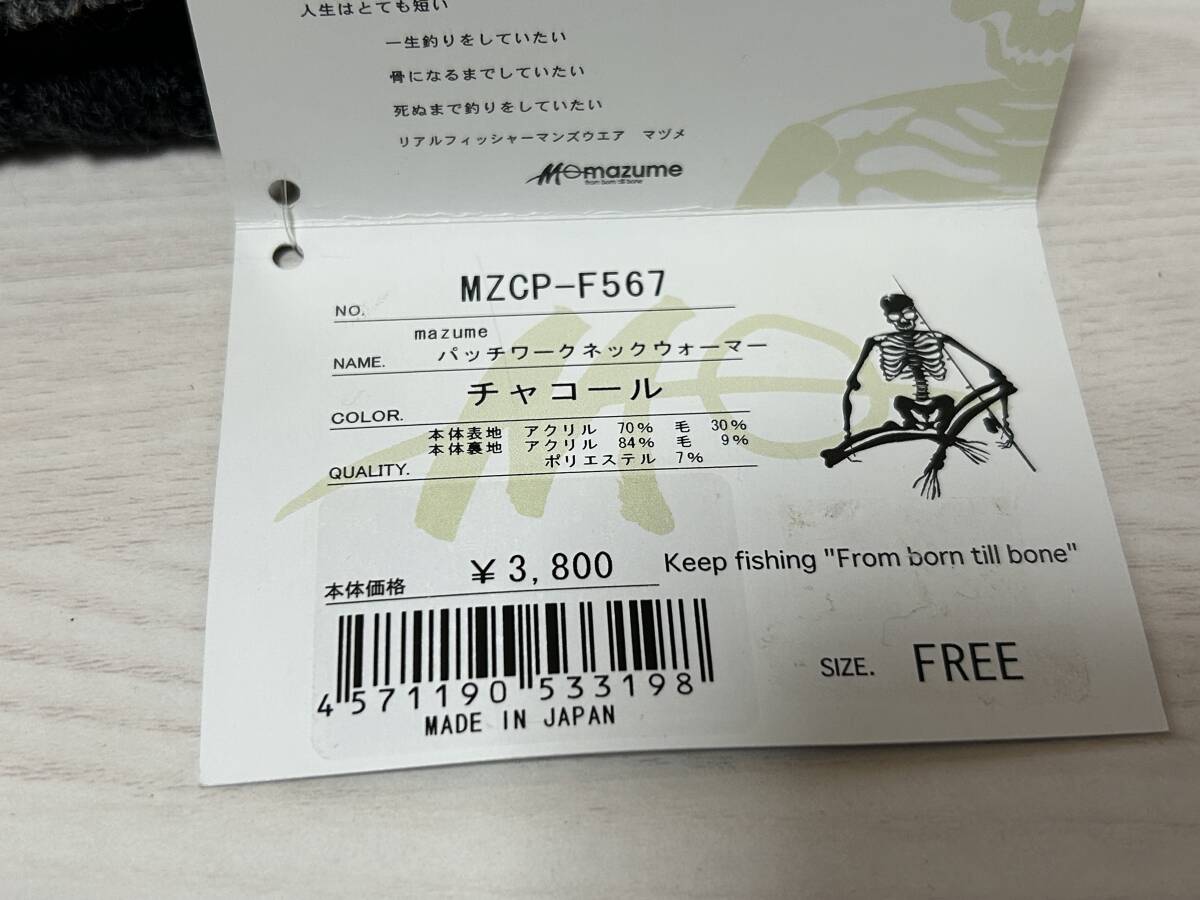 人生はとても短い
一生釣りをしていたい
骨になるまでしていたい
死ぬまで釣りをしていたい
リアルフィッシャーマンズウエア マヅメ
mazume
from born till bone
NO. MZCP-F567
mazume
NAME. パッチワークネックウォーマー
COLOR. チャコール
本体表地 アクリル 70% 毛 30%
本体裏地 アクリル 84% 毛 9%
QUALITY. ポリエステル 7%
本体価格 ¥3,800
Keep fishing "From born till bone"
4 571190 533198
MADE IN JAPAN
SIZE. FREE